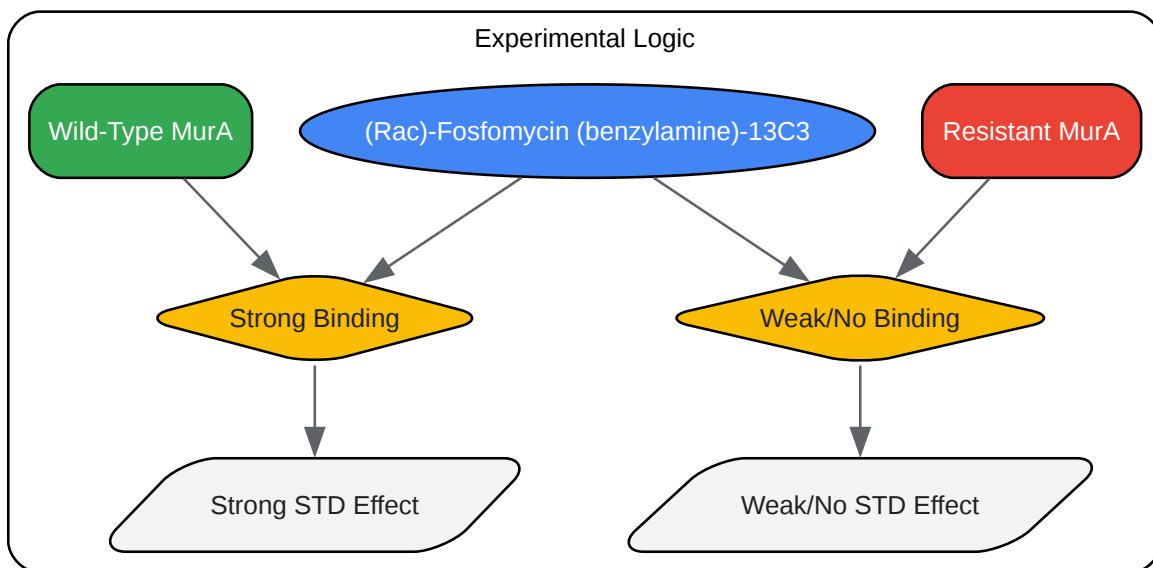 Experimental Logic
Wild-Type MurA
(Rac)-Fosfomycin (benzylamine)-13C3
Resistant MurA
Strong Binding
Weak/No Binding
Strong STD Effect
Weak/No STD Effect